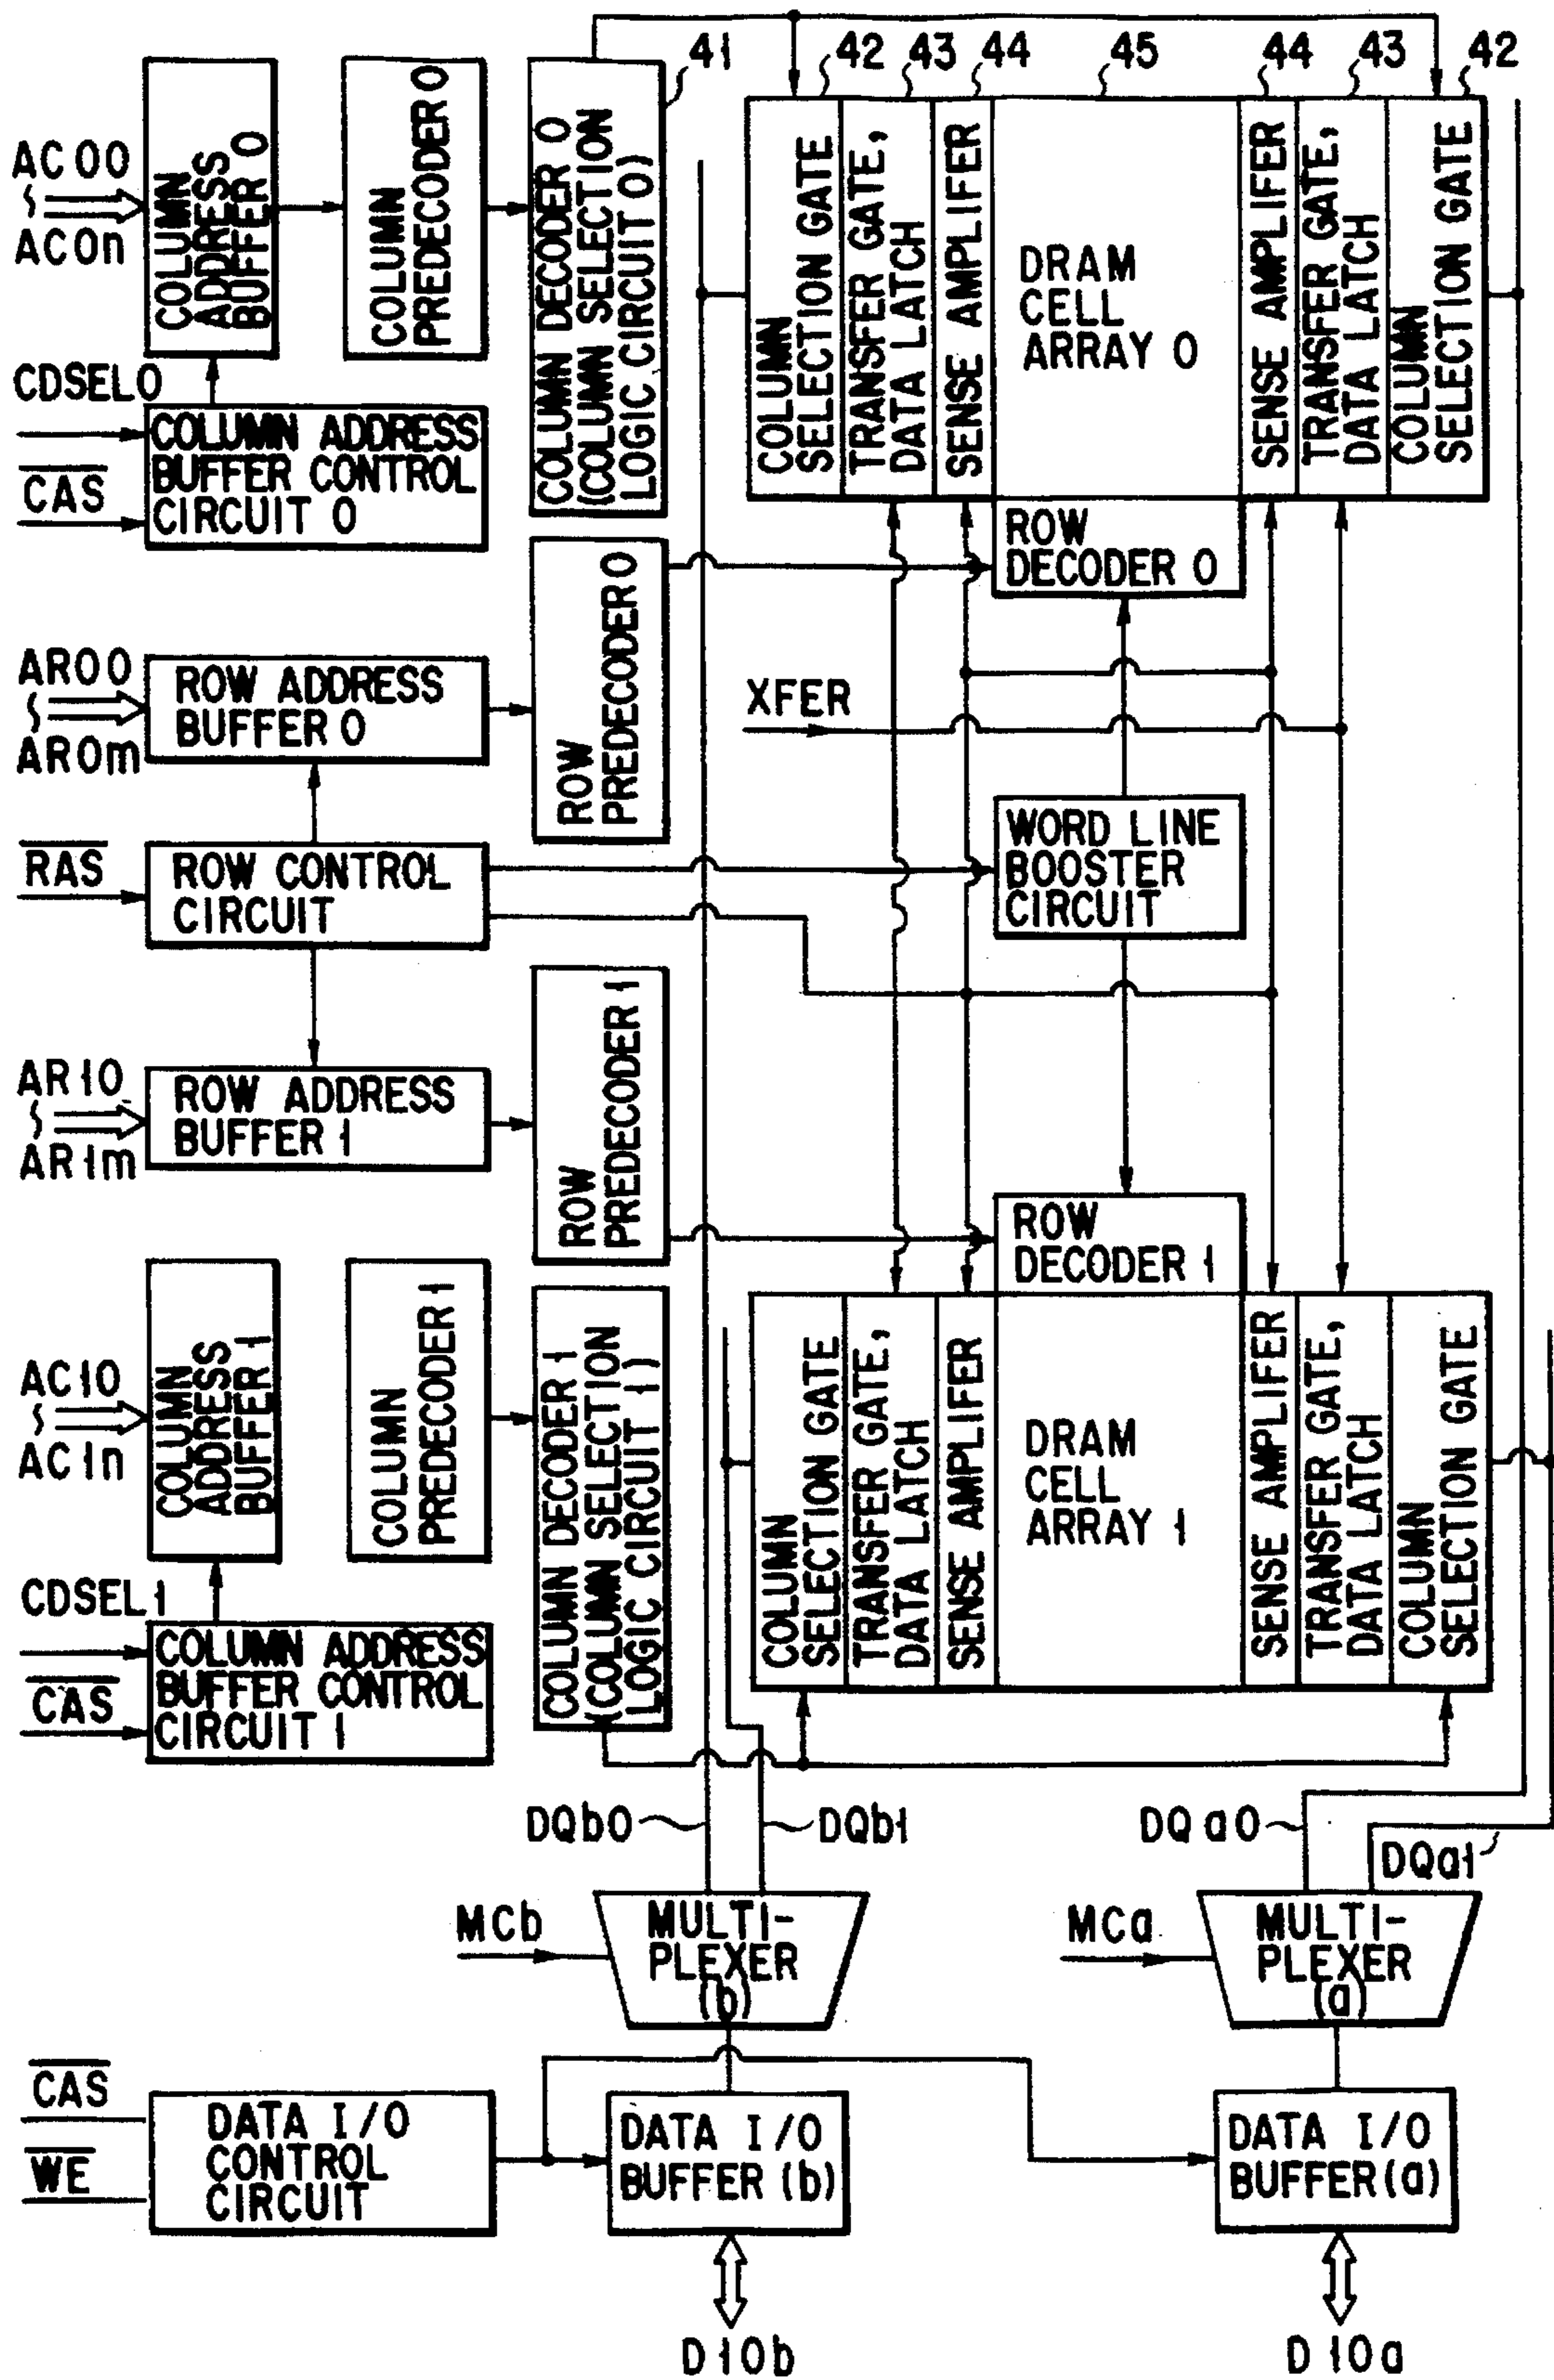 41
42
43
44
45
44
43
42
AC00
AC0n
COLUMN
ADDRESS
BUFFER 0
COLUMN
PREDECODER 0
COLUMN DECODER 0
(COLUMN SELECTION
LOGIC CIRCUIT 0)
COLUMN
SELECTION GATE
TRANSFER GATE,
DATA LATCH
SENSE AMPLIFER
DRAM
CELL
ARRAY 0
SENSE AMPLIFER
TRANSFER GATE,
DATA LATCH
COLUMN
SELECTION GATE
CDSEL0
CAS
COLUMN ADDRESS
BUFFER CONTROL
CIRCUIT 0
ROW
DECODER 0
ROW
PREDECODER 0
AR00
AR0m
ROW ADDRESS
BUFFER 0
XFER
RAS
ROW CONTROL
CIRCUIT
WORD LINE
BOOSTER
CIRCUIT
ROW
PREDECODER 1
AR10
AR1m
ROW ADDRESS
BUFFER 1
ROW
DECODER 1
AC10
AC1n
COLUMN
ADDRESS
BUFFER 1
COLUMN
PREDECODER 1
COLUMN DECODER 1
(COLUMN SELECTION
LOGIC CIRCUIT 1)
COLUMN
SELECTION GATE
TRANSFER GATE,
DATA LATCH
SENSE AMPLIFER
DRAM
CELL
ARRAY 1
SENSE AMPLIFER
TRANSFER GATE,
DATA LATCH
COLUMN
SELECTION GATE
CDSEL1
CAS
COLUMN ADDRESS
BUFFER CONTROL
CIRCUIT 1
DQb0
DQb1
DQa0
DQa1
MCb
MULTI-
PLEXER
(b)
MCa
MULTI-
PLEXER
(a)
CAS
WE
DATA I/O
CONTROL
CIRCUIT
DATA I/O
BUFFER (b)
DATA I/O
BUFFER (a)
D10b
D10a